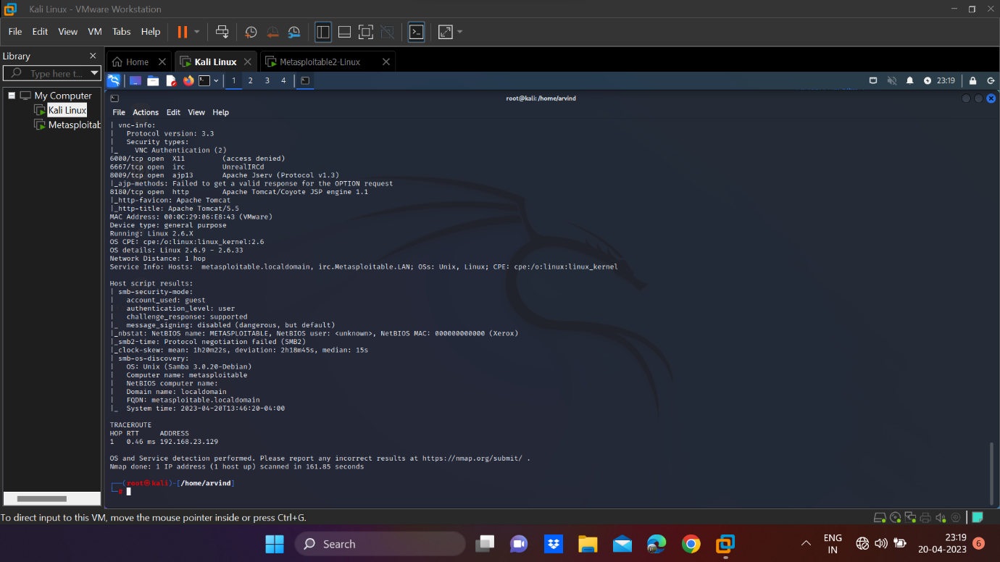 Kali Linux - VMware Workstation
File Edit View VM Tabs Help
Library
Type here t...
Home
Kali Linux
Metasploitable2-Linux
My Computer
Kali Linux
Metasploitab
1 2 3 4
23:19
root@kali: /home/arvind
File Actions Edit View Help
| vnc-info:
|   Protocol version: 3.3
|   Security types:
|_    VNC Authentication (2)
6000/tcp open  X11         (access denied)
6667/tcp open  irc         UnrealIRCd
8009/tcp open  ajp13       Apache Jserv (Protocol v1.3)
|_ajp-methods: Failed to get a valid response for the OPTION request
8180/tcp open  http        Apache Tomcat/Coyote JSP engine 1.1
|_http-favicon: Apache Tomcat
|_http-title: Apache Tomcat/5.5
MAC Address: 00:0C:29:06:E8:43 (VMware)
Device type: general purpose
Running: Linux 2.6.X
OS CPE: cpe:/o:linux:linux_kernel:2.6
OS details: Linux 2.6.9 - 2.6.33
Network Distance: 1 hop
Service Info: Hosts:  metasploitable.localdomain, irc.Metasploitable.LAN; OSs: Unix, Linux; CPE: cpe:/o:linux:linux_kernel
Host script results:
| smb-security-mode:
|   account_used: guest
|   authentication_level: user
|   challenge_response: supported
|_  message_signing: disabled (dangerous, but default)
|_nbstat: NetBIOS name: METASPLOITABLE, NetBIOS user: <unknown>, NetBIOS MAC: 000000000000 (Xerox)
|_smb2-time: Protocol negotiation failed (SMB2)
|_clock-skew: mean: 1h20m22s, deviation: 2h18m45s, median: 15s
| smb-os-discovery:
|   OS: Unix (Samba 3.0.20-Debian)
|   Computer name: metasploitable
|   NetBIOS computer name:
|   Domain name: localdomain
|   FQDN: metasploitable.localdomain
|_  System time: 2023-04-20T13:46:20-04:00
TRACEROUTE
HOP RTT     ADDRESS
1   0.46 ms 192.168.23.129
OS and Service detection performed. Please report any incorrect results at https://nmap.org/submit/ .
Nmap done: 1 IP address (1 host up) scanned in 161.85 seconds
┌──(root㉿kali)-[/home/arvind]
└─#
To direct input to this VM, move the mouse pointer inside or press Ctrl+G.
Search
ENG
IN
23:19
20-04-2023
6